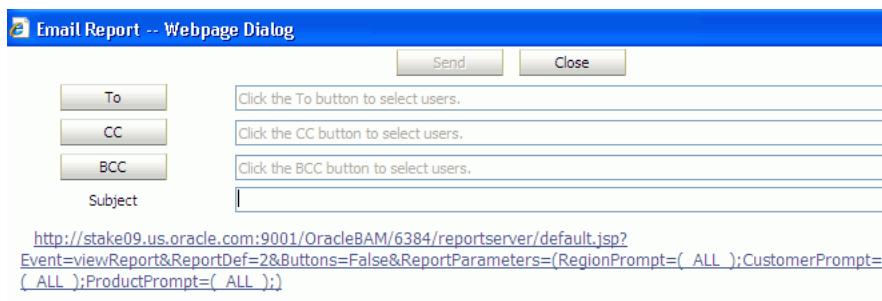 Email Report -- Webpage Dialog
Send Close
To Click the To button to select users.
CC Click the CC button to select users.
BCC Click the BCC button to select users.
Subject
http://stake09.us.oracle.com:9001/OracleBAM/6384/reportserver/default.jsp?
Event=viewReport&ReportDef=2&Buttons=False&ReportParameters=(RegionPrompt=(_ALL_);CustomerPrompt=
(_ALL_);ProductPrompt=(_ALL_);)